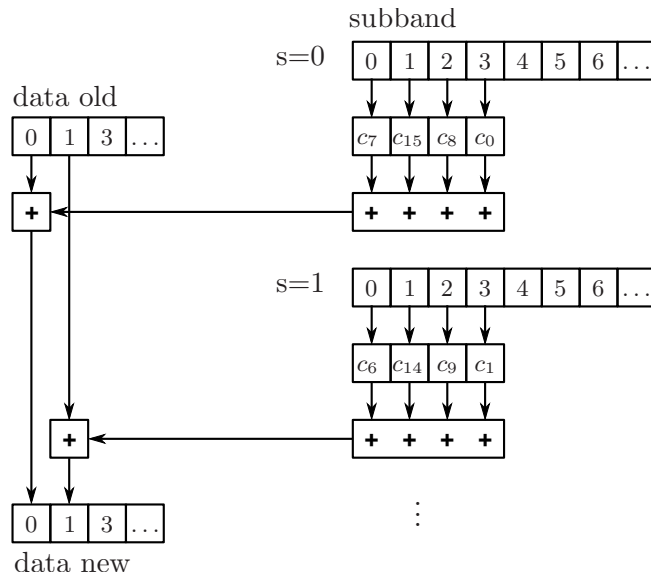 subband
s=0 0 1 2 3 4 5 6 ...
data old
0 1 3 ...
c₇ c₁₅ c₈ c₀
+ + + + +
s=1 0 1 2 3 4 5 6 ...
c₆ c₁₄ c₉ c₁
+ + + + +
⋮
0 1 3 ...
data new